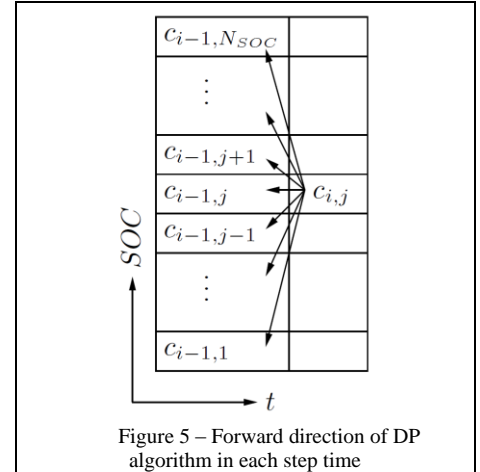 c_{i−1,N_{SOC}}
⋮
c_{i−1,j+1}
c_{i−1,j} c_{i,j}
c_{i−1,j−1}
⋮
c_{i−1,1}
SOC
t
Figure 5 – Forward direction of DP
algorithm in each step time